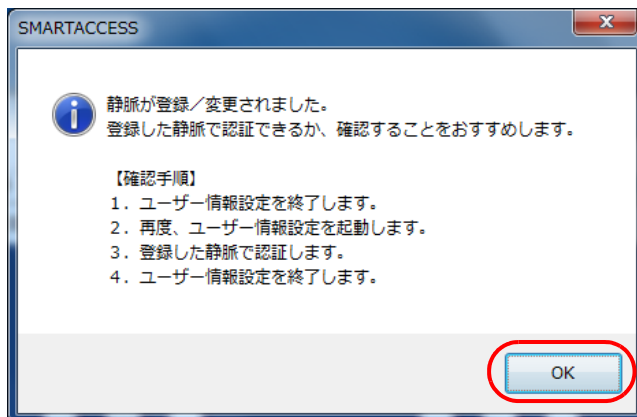 SMARTACCESS
静脈が登録／変更されました。
登録した静脈で認証できるか、確認することをおすすめします。
【確認手順】
１．ユーザー情報設定を終了します。
２．再度、ユーザー情報設定を起動します。
３．登録した静脈で認証します。
４．ユーザー情報設定を終了します。
OK